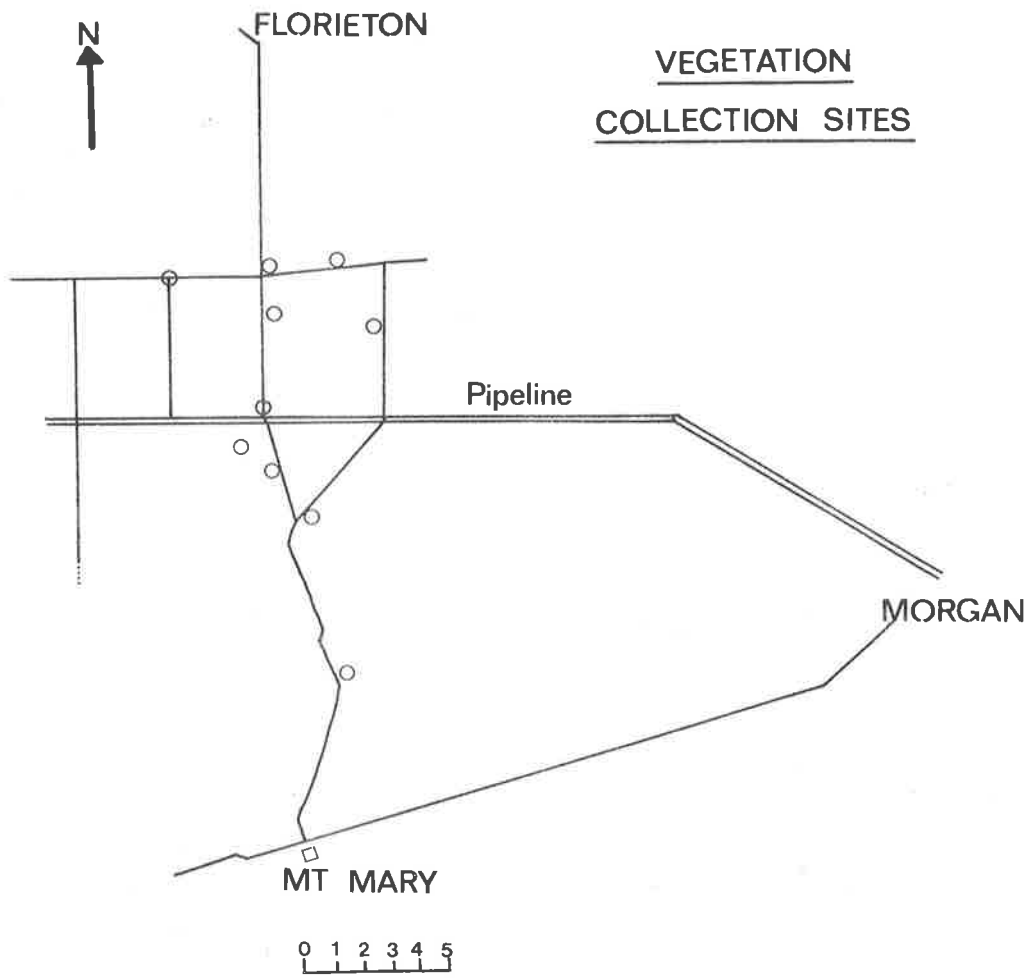 N
FLORIETON
VEGETATION
COLLECTION SITES
Pipeline
MORGAN
MT MARY
0 1 2 3 4 5